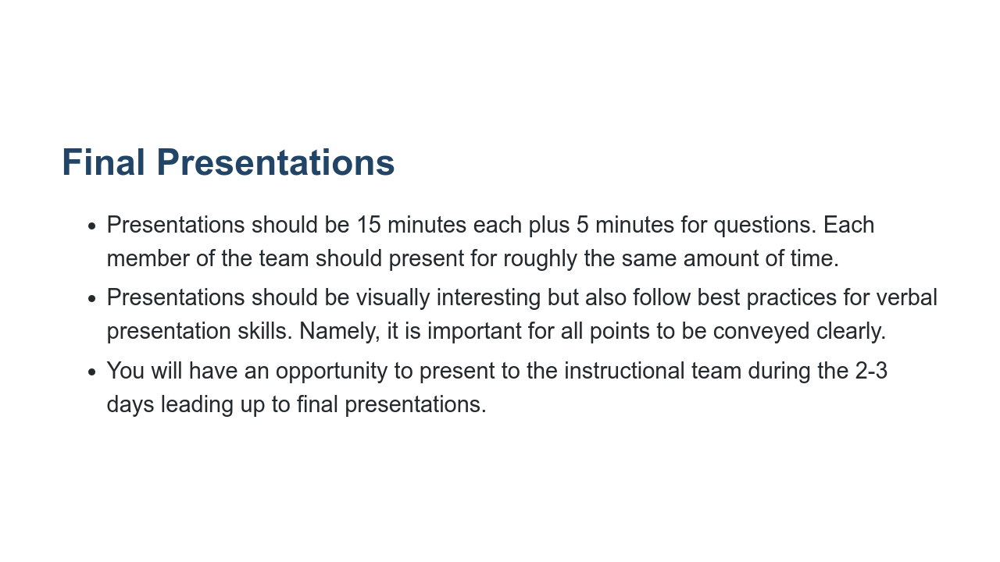 Final Presentations
Presentations should be 15 minutes each plus 5 minutes for questions. Each
member of the team should present for roughly the same amount of time.
Presentations should be visually interesting but also follow best practices for verbal
presentation skills. Namely, it is important for all points to be conveyed clearly.
You will have an opportunity to present to the instructional team during the 2-3
days leading up to final presentations.